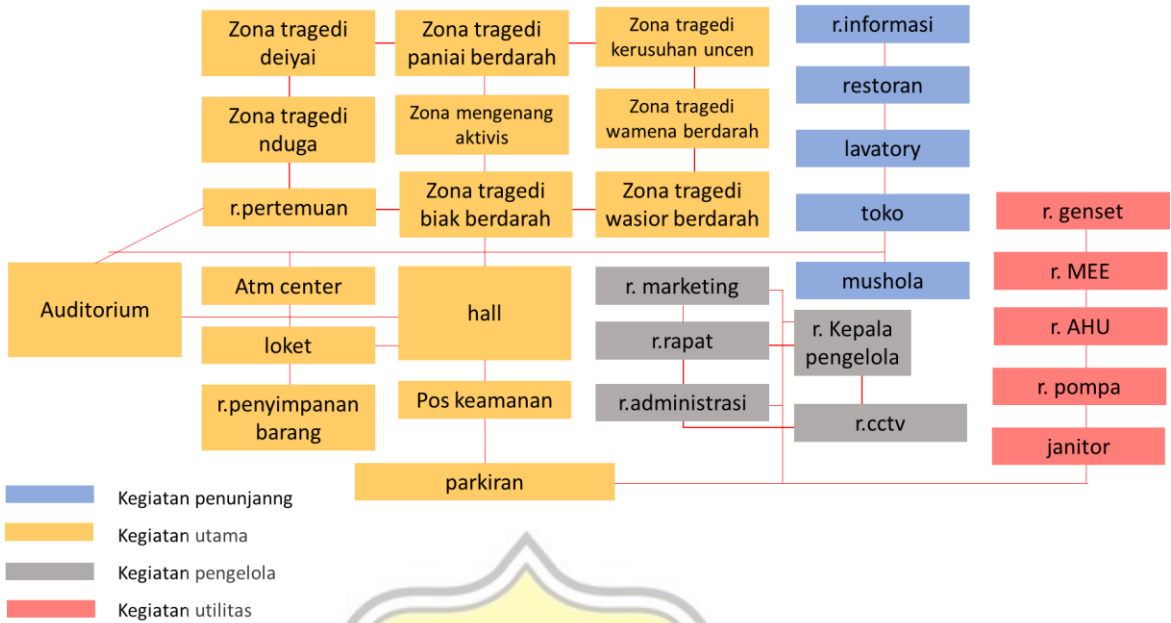 Zona tragedi
deiyai
Zona tragedi
paniai berdarah
Zona tragedi
kerusuhan uncen
r.informasi
restoran
Zona tragedi
nduga
Zona mengenang
aktivis
Zona tragedi
wamena berdarah
lavatory
r.pertemuan
Zona tragedi
biak berdarah
Zona tragedi
wasior berdarah
toko
r. genset
Auditorium
Atm center
hall
r. marketing
mushola
r. MEE
loket
r.rapat
r. Kepala
pengelola
r. AHU
r.penyimpanan
barang
Pos keamanan
r.administrasi
r.cctv
r. pompa
janitor
parkiran
Kegiatan penunjanng
Kegiatan utama
Kegiatan pengelola
Kegiatan utilitas